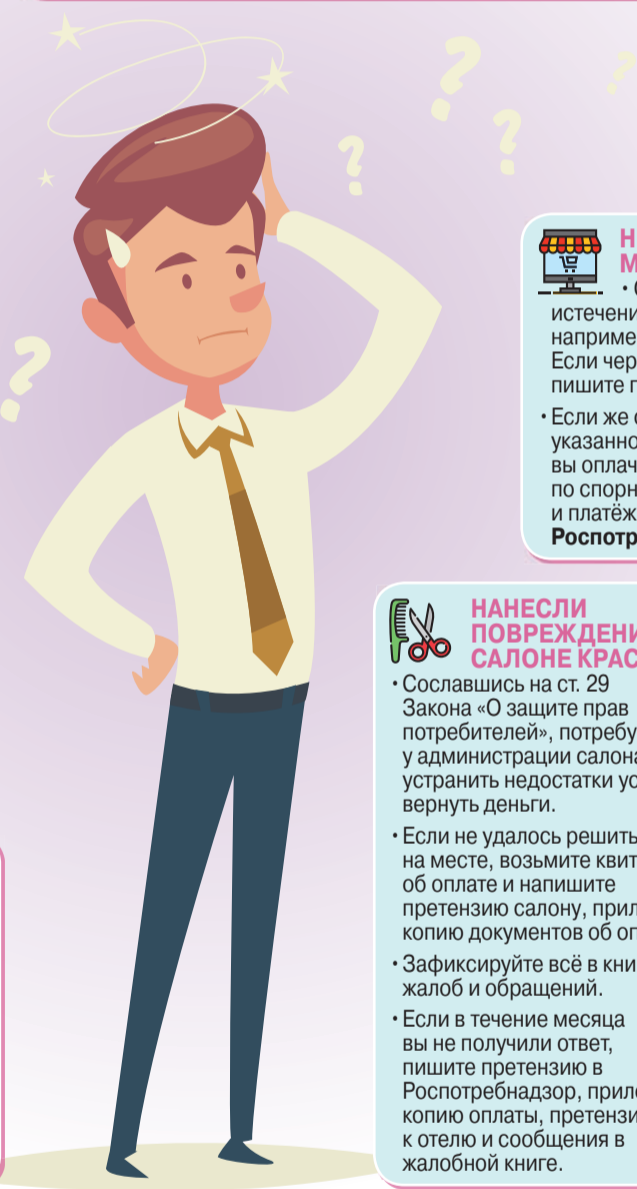 Н
М
• 
истечени
наприме
Если чер
пишите п
• Если же
указанно
вы оплач
по спорн
и платёж
Роспотр
НАНЕСЛИ
ПОВРЕЖДЕНИ
САЛОНЕ КРАС
• Сославшись на ст. 29
Закона «О защите прав
потребителей», потребу
у администрации салона
устранить недостатки ус
вернуть деньги.
• Если не удалось решить
на месте, возьмите квит
об оплате и напишите
претензию салону, прил
копию документов об оп
• Зафиксируйте всё в кни
жалоб и обращений.
• Если в течение месяца
вы не получили ответ,
пишите претензию в
Роспотребнадзор, прило
копию оплаты, претензи
к отелю и сообщения в
жалобной книге.